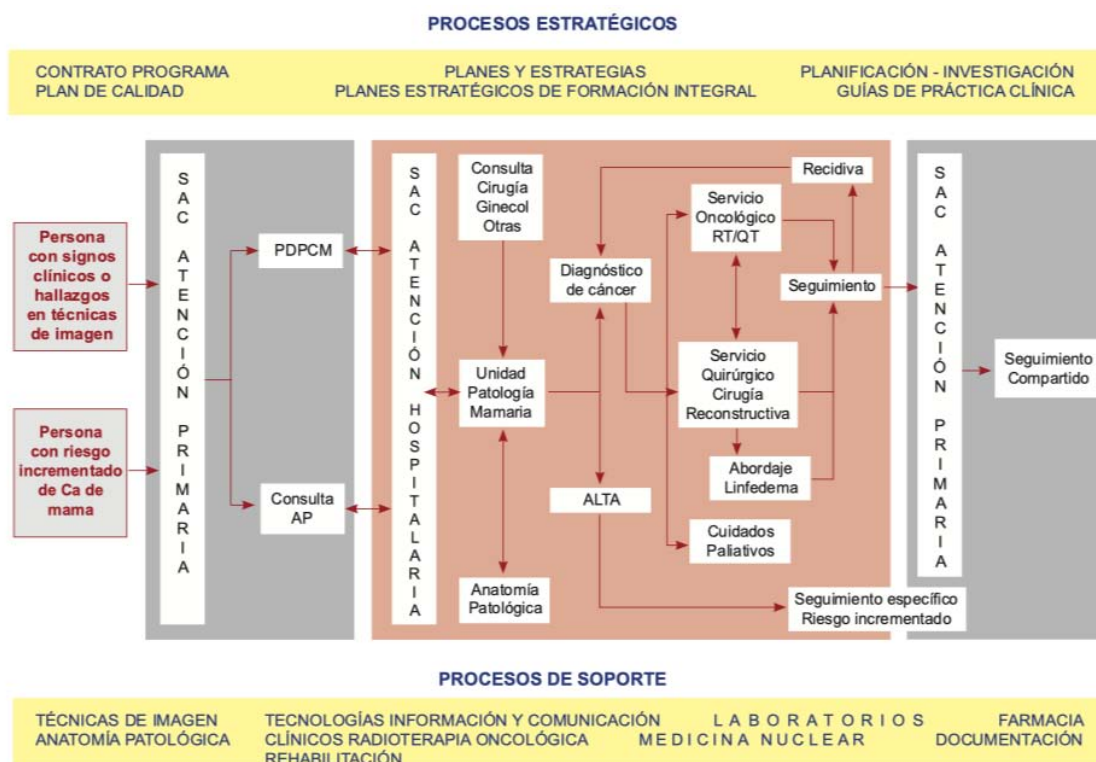 PROCESOS ESTRATÉGICOS
CONTRATO PROGRAMA
PLAN DE CALIDAD
PLANES Y ESTRATEGIAS
PLANES ESTRATÉGICOS DE FORMACIÓN INTEGRAL
PLANIFICACIÓN - INVESTIGACIÓN
GUÍAS DE PRÁCTICA CLÍNICA
Persona
con signos
clínicos o
hallazgos
en técnicas
de imagen
Persona
con riesgo
incrementado
de Ca de
mama
SAC ATENCIÓN PRIMARIA
PDPCM
Consulta
AP
SAC ATENCIÓN HOSPITALARIA
Consulta
Cirugía
Ginecol
Otras
Unidad
Patología
Mamaria
Anatomía
Patológica
Diagnóstico
de cáncer
ALTA
Servicio
Oncológico
RT/QT
Servicio
Quirúrgico
Cirugía
Reconstructiva
Abordaje
Linfedema
Cuidados
Paliativos
Recidiva
Seguimiento
Seguimiento específico
Riesgo incrementado
SAC ATENCIÓN PRIMARIA
Seguimiento
Compartido
PROCESOS DE SOPORTE
TÉCNICAS DE IMAGEN TECNOLOGÍAS INFORMACIÓN Y COMUNICACIÓN LABORATORIOS FARMACIA
ANATOMÍA PATOLÓGICA CLÍNICOS RADIOTERAPIA ONCOLÓGICA MEDICINA NUCLEAR DOCUMENTACIÓN
REHABILITACIÓN